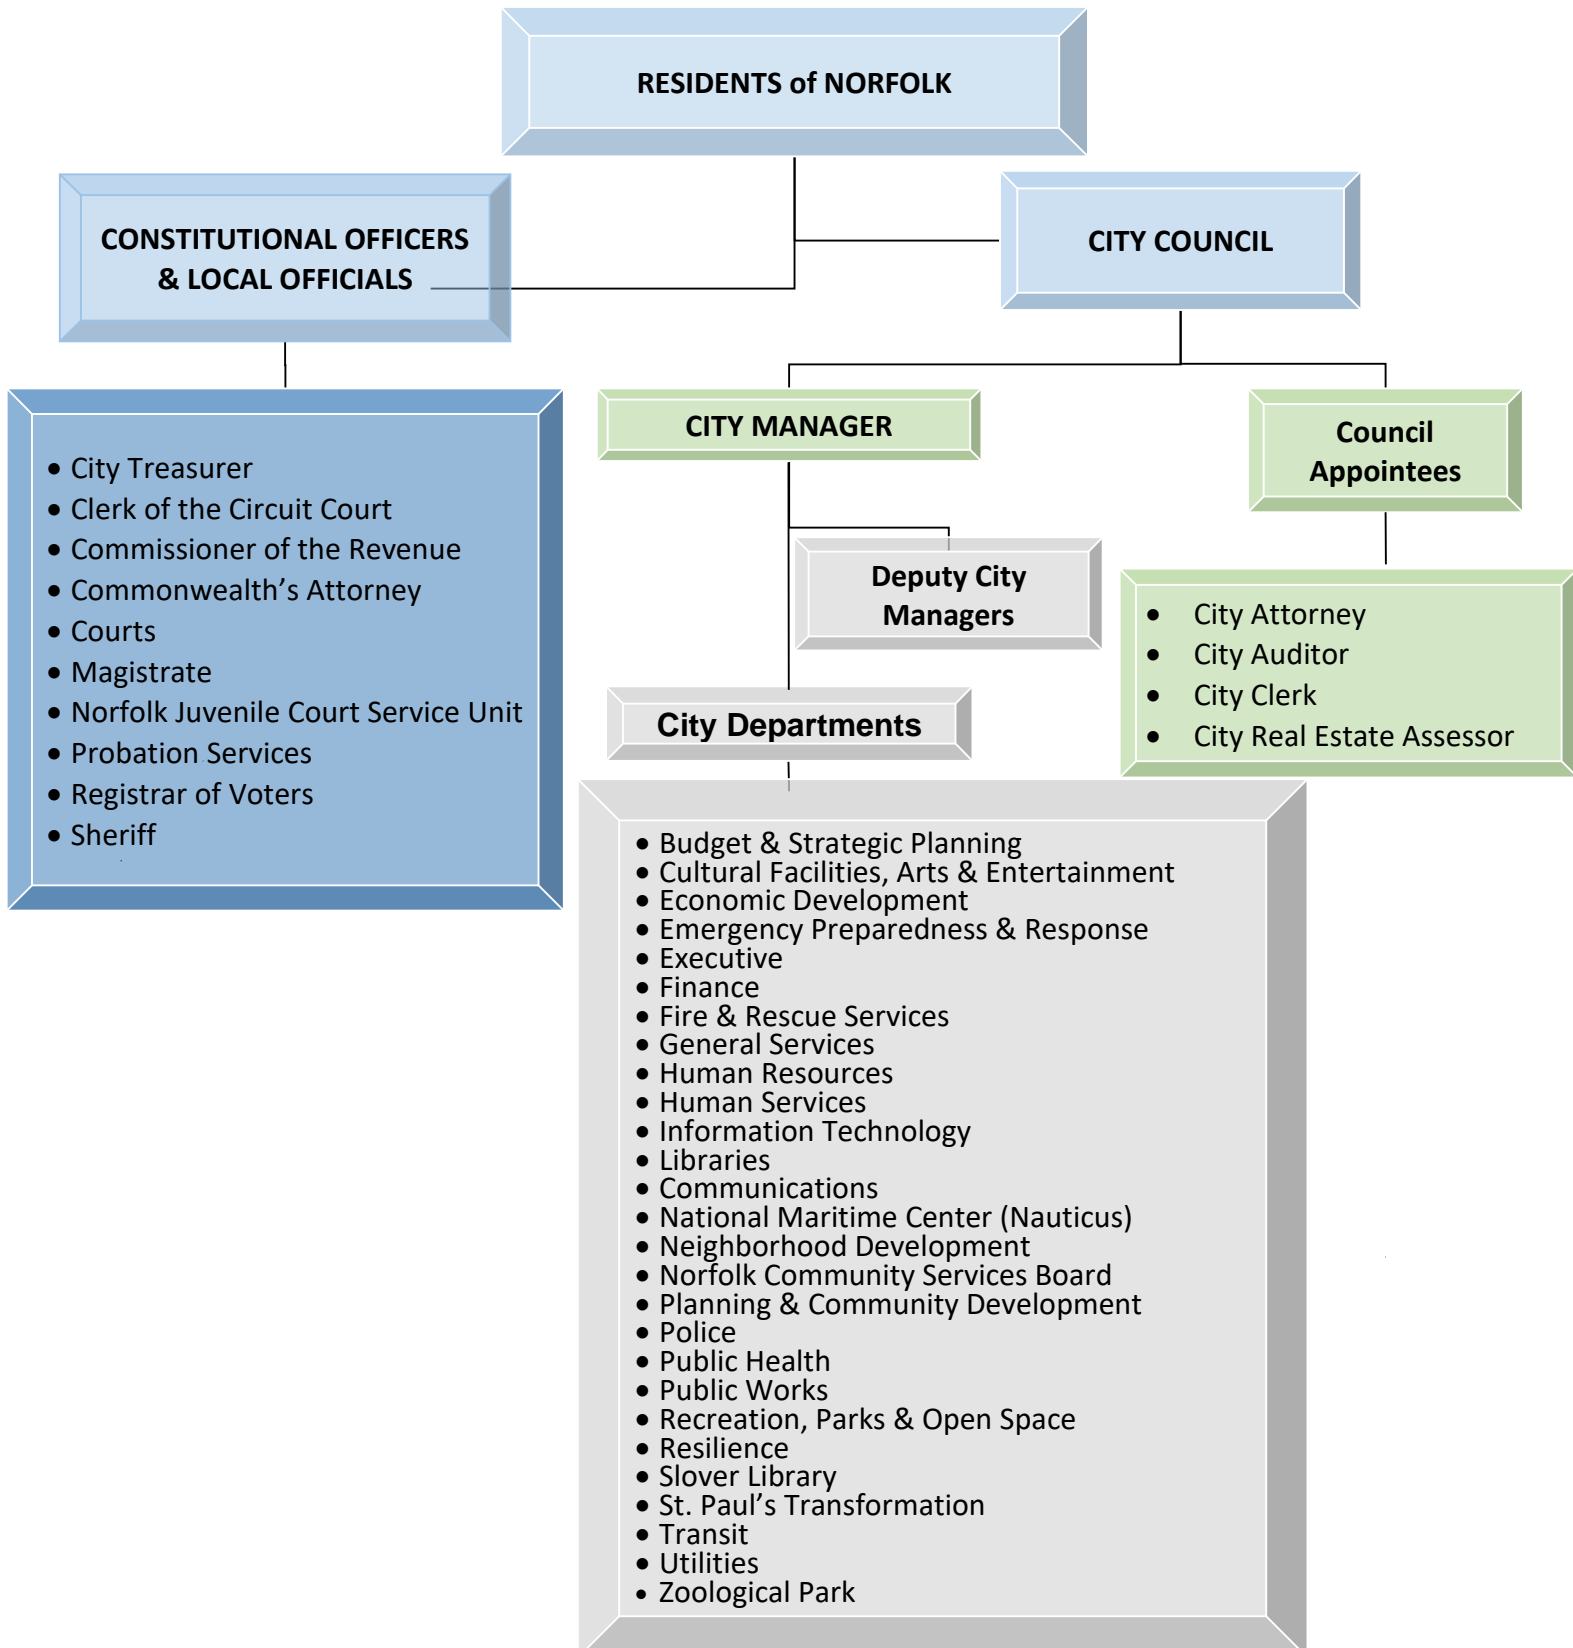 RESIDENTS of NORFOLK
CONSTITUTIONAL OFFICERS
& LOCAL OFFICIALS
CITY COUNCIL
• City Treasurer
• Clerk of the Circuit Court
• Commissioner of the Revenue
• Commonwealth’s Attorney
• Courts
• Magistrate
• Norfolk Juvenile Court Service Unit
• Probation Services
• Registrar of Voters
• Sheriff
CITY MANAGER
Council
Appointees
Deputy City
Managers
• City Attorney
• City Auditor
• City Clerk
• City Real Estate Assessor
City Departments
• Budget & Strategic Planning
• Cultural Facilities, Arts & Entertainment
• Economic Development
• Emergency Preparedness & Response
• Executive
• Finance
• Fire & Rescue Services
• General Services
• Human Resources
• Human Services
• Information Technology
• Libraries
• Communications
• National Maritime Center (Nauticus)
• Neighborhood Development
• Norfolk Community Services Board
• Planning & Community Development
• Police
• Public Health
• Public Works
• Recreation, Parks & Open Space
• Resilience
• Slover Library
• St. Paul’s Transformation
• Transit
• Utilities
• Zoological Park